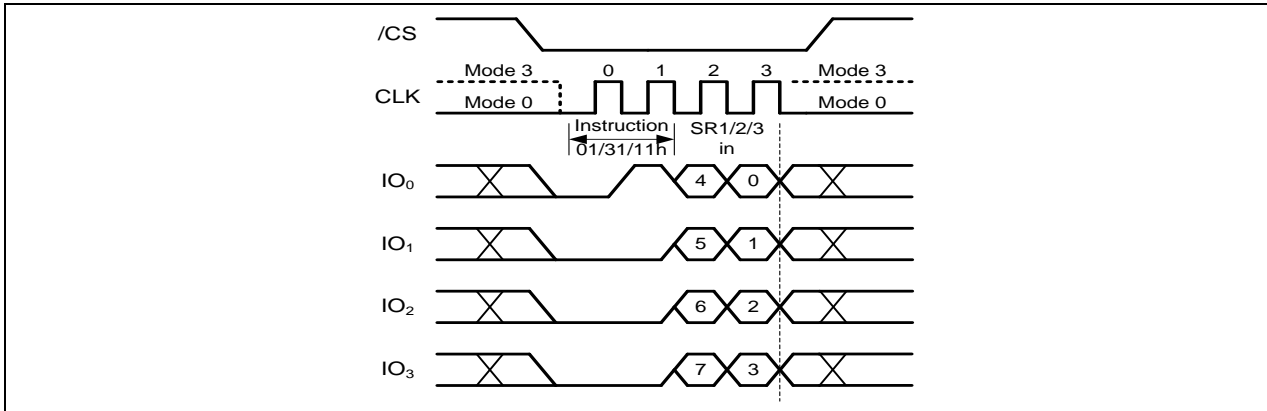 /CS
Mode 3 0 1 2 3 Mode 3
CLK
Mode 0 Mode 0
Instruction SR1/2/3
01/31/11h in
IO₀ 4 0
IO₁ 5 1
IO₂ 6 2
IO₃ 7 3